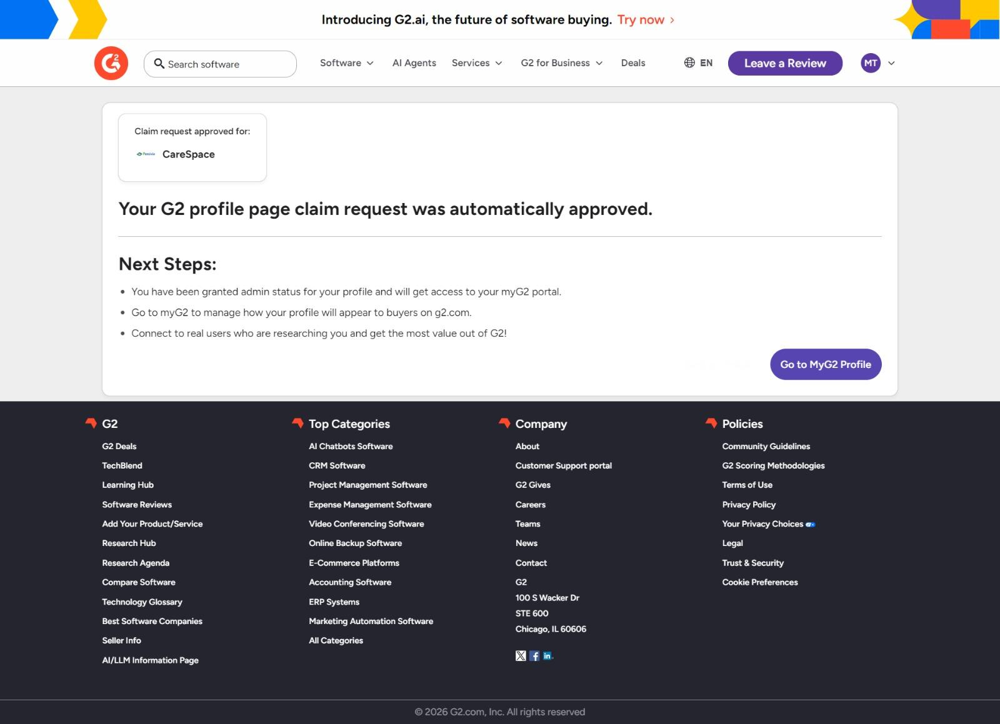 Introducing G2.ai, the future of software buying. Try now
G2
Search software
Software
AI Agents
Services
G2 for Business
Deals
EN
Leave a Review
MT
Claim request approved for:
Persivia
CareSpace
Your G2 profile page claim request was automatically approved.
Next Steps:
You have been granted admin status for your profile and will get access to your myG2 portal.
Go to myG2 to manage how your profile will appear to buyers on g2.com.
Connect to real users who are researching you and get the most value out of G2!
Go to MyG2 Profile
G2
G2 Deals
TechBlend
Learning Hub
Software Reviews
Add Your Product/Service
Research Hub
Research Agenda
Compare Software
Technology Glossary
Best Software Companies
Seller Info
AI/LLM Information Page
Top Categories
AI Chatbots Software
CRM Software
Project Management Software
Expense Management Software
Video Conferencing Software
Online Backup Software
E-Commerce Platforms
Accounting Software
ERP Systems
Marketing Automation Software
All Categories
Company
About
Customer Support portal
G2 Gives
Careers
Teams
News
Contact
G2
100 S Wacker Dr
STE 600
Chicago, IL 60606
Policies
Community Guidelines
G2 Scoring Methodologies
Terms of Use
Privacy Policy
Your Privacy Choices
Legal
Trust & Security
Cookie Preferences
© 2026 G2.com, Inc. All rights reserved